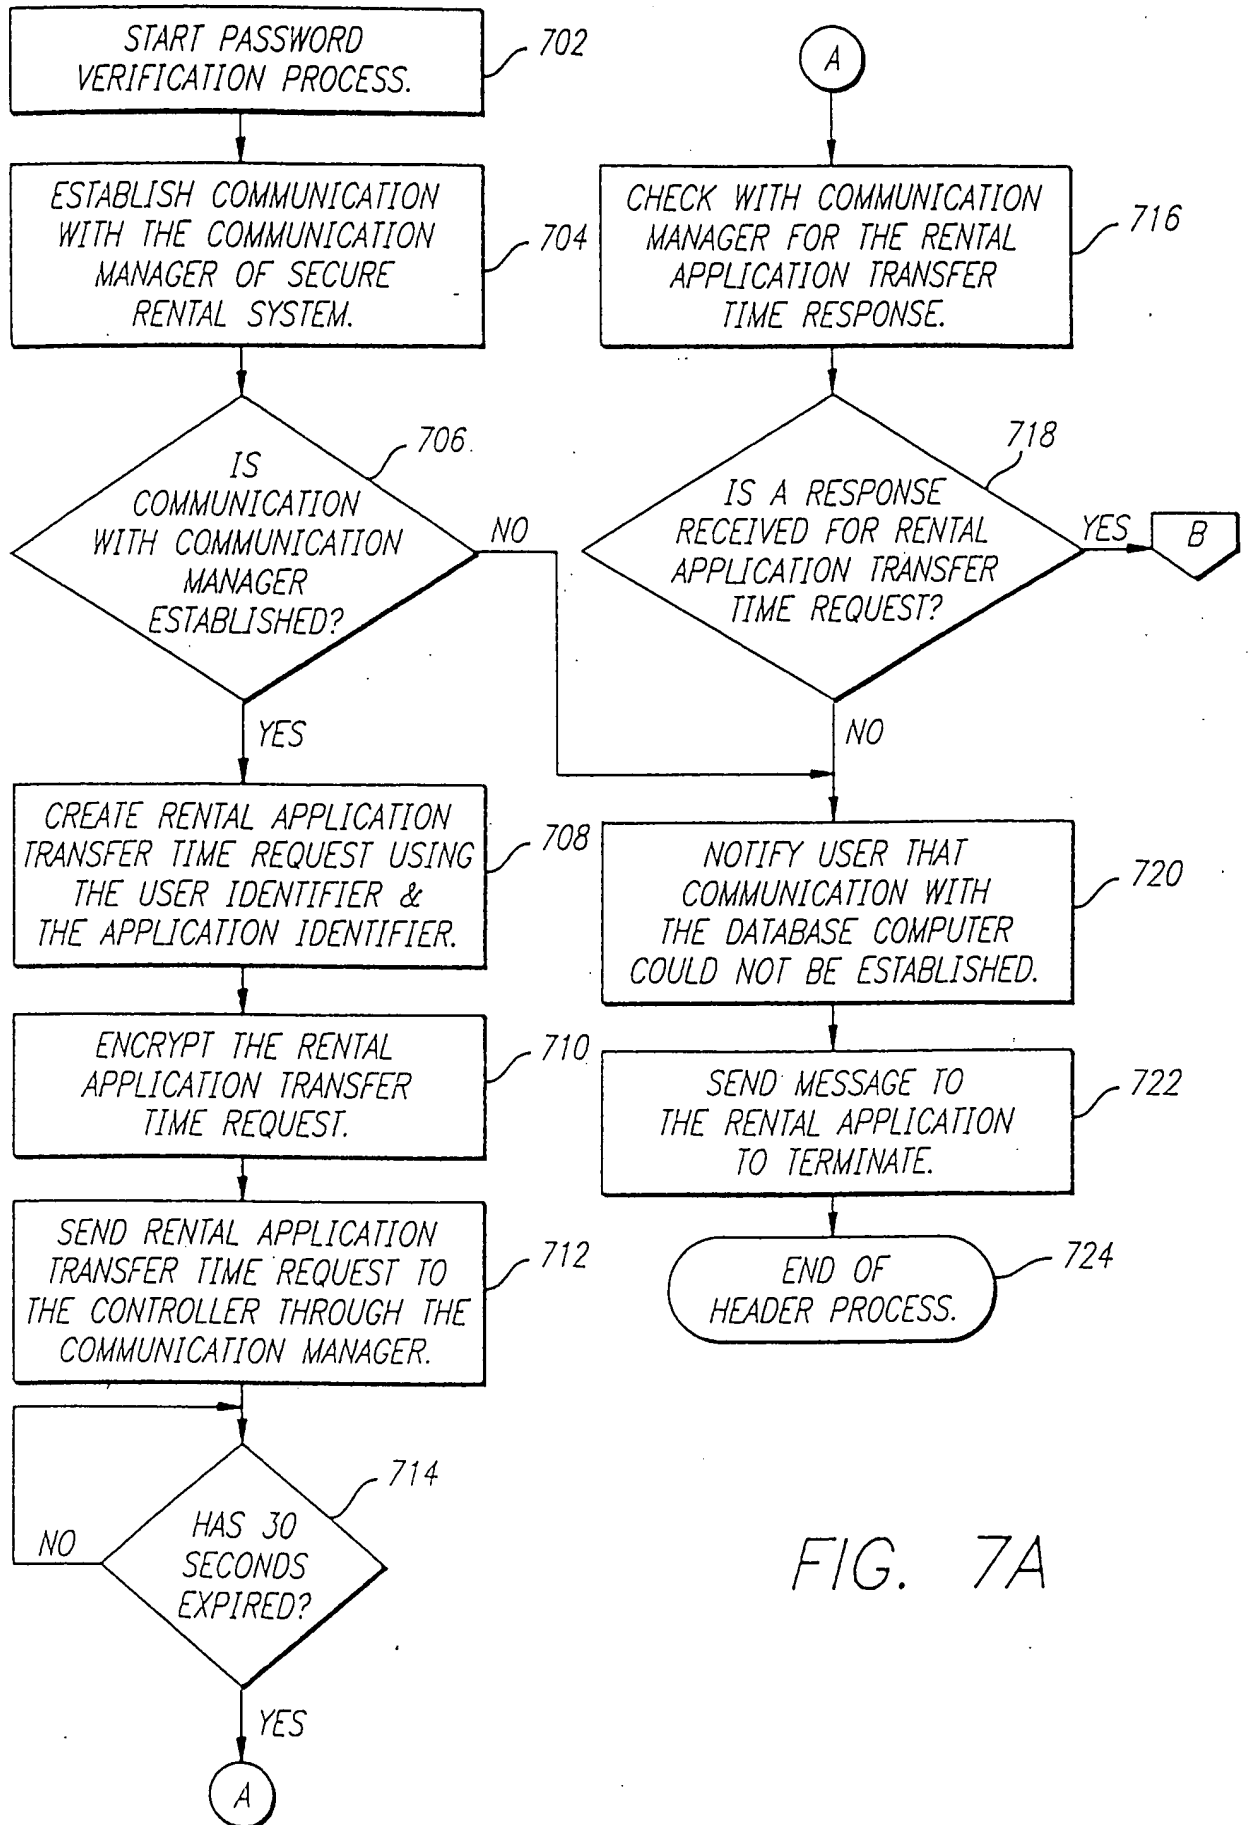 START PASSWORD
VERIFICATION PROCESS.
702
ESTABLISH COMMUNICATION
WITH THE COMMUNICATION
MANAGER OF SECURE
RENTAL SYSTEM.
704
IS
COMMUNICATION
WITH COMMUNICATION
MANAGER
ESTABLISHED?
706
NO
YES
CREATE RENTAL APPLICATION
TRANSFER TIME REQUEST USING
THE USER IDENTIFIER &
THE APPLICATION IDENTIFIER.
708
ENCRYPT THE RENTAL
APPLICATION TRANSFER
TIME REQUEST.
710
SEND RENTAL APPLICATION
TRANSFER TIME REQUEST TO
THE CONTROLLER THROUGH THE
COMMUNICATION MANAGER.
712
HAS 30
SECONDS
EXPIRED?
714
NO
YES
A
A
CHECK WITH COMMUNICATION
MANAGER FOR THE RENTAL
APPLICATION TRANSFER
TIME RESPONSE.
716
IS A RESPONSE
RECEIVED FOR RENTAL
APPLICATION TRANSFER
TIME REQUEST?
718
YES
B
NO
NOTIFY USER THAT
COMMUNICATION WITH
THE DATABASE COMPUTER
COULD NOT BE ESTABLISHED.
720
SEND MESSAGE TO
THE RENTAL APPLICATION
TO TERMINATE.
722
END OF
HEADER PROCESS.
724
FIG. 7A